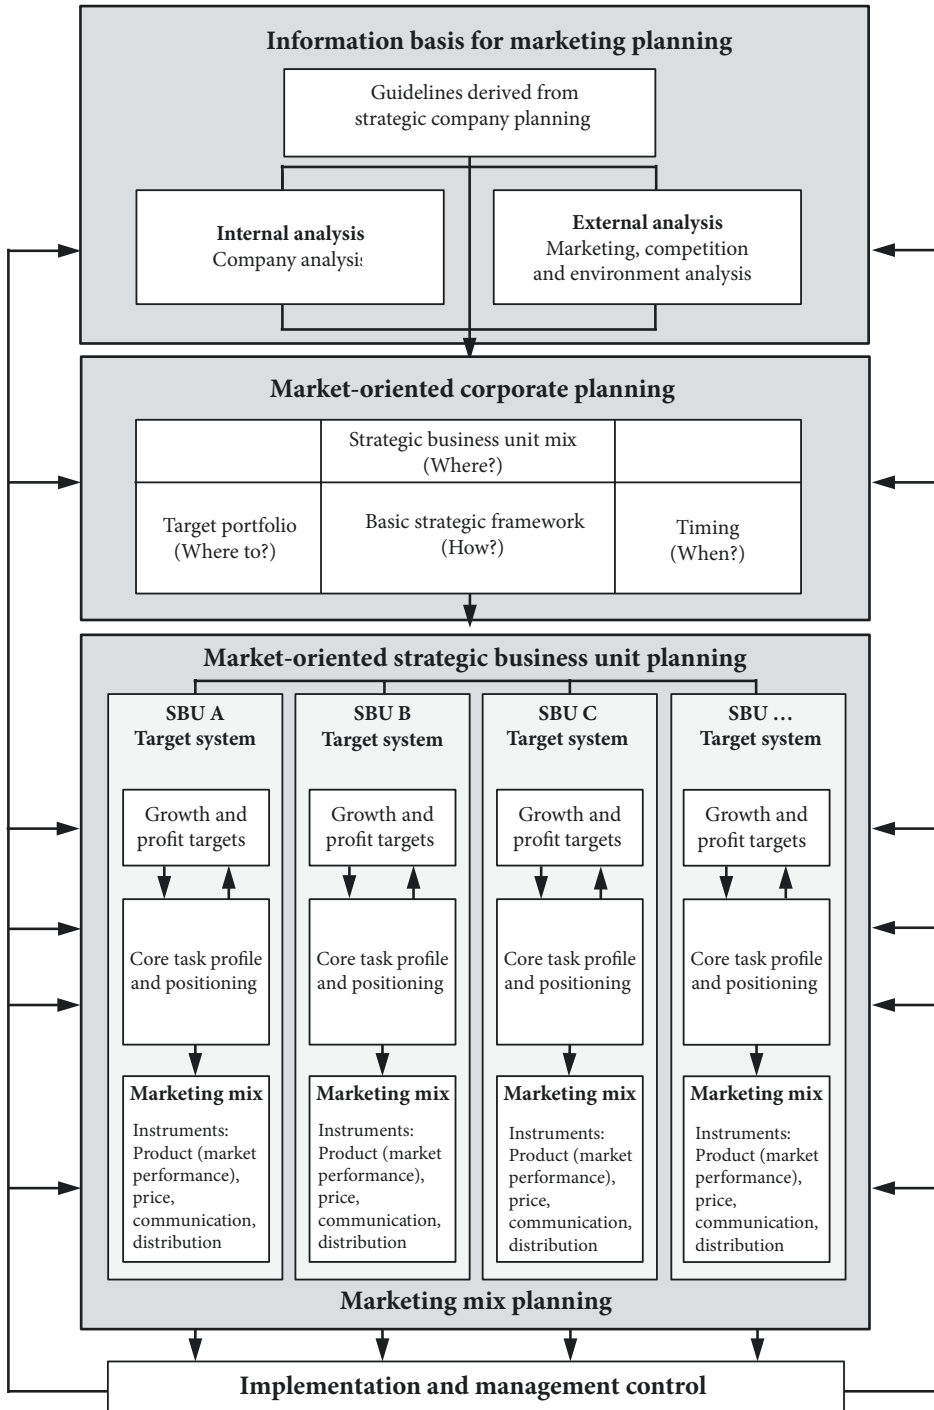 Information basis for marketing planning
Guidelines derived from
strategic company planning
Internal analysis
Company analysis
External analysis
Marketing, competition
and environment analysis
Market-oriented corporate planning
Strategic business unit mix
(Where?)
Target portfolio
(Where to?)
Basic strategic framework
(How?)
Timing
(When?)
Market-oriented strategic business unit planning
SBU A
Target system
Growth and
profit targets
Core task profile
and positioning
Marketing mix
Instruments:
Product (market
performance),
price,
communication,
distribution
SBU B
Target system
Growth and
profit targets
Core task profile
and positioning
Marketing mix
Instruments:
Product (market
performance),
price,
communication,
distribution
SBU C
Target system
Growth and
profit targets
Core task profile
and positioning
Marketing mix
Instruments:
Product (market
performance),
price,
communication,
distribution
SBU …
Target system
Growth and
profit targets
Core task profile
and positioning
Marketing mix
Instruments:
Product (market
performance),
price,
communication,
distribution
Marketing mix planning
Implementation and management control